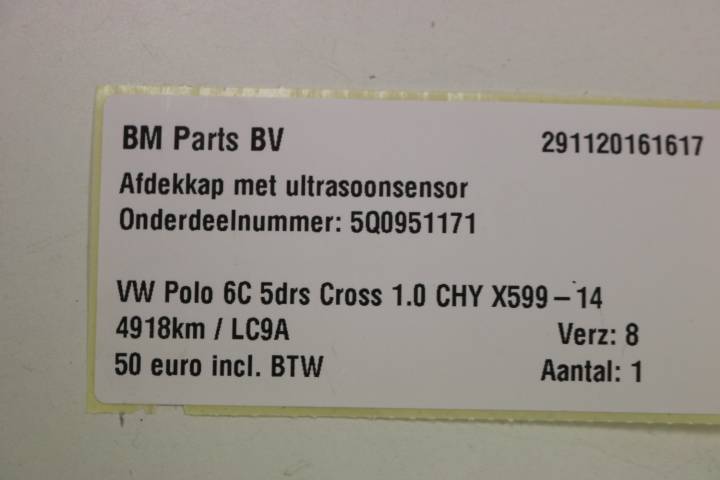 BM Parts BV 291120161617
Afdekkap met ultrasoonsensor
Onderdeelnummer: 5Q0951171
VW Polo 6C 5drs Cross 1.0 CHY X599-14
4918km / LC9A Verz: 8
50 euro incl. BTW Aantal: 1